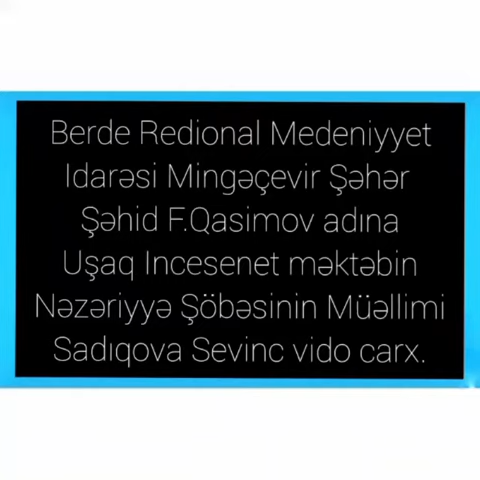 Berde Redional Medeniyyet
Idarəsi Mingəçevir Şəhər
Şəhid F.Qasimov adına
Uşaq Incesenet məktəbin
Nəzəriyyə Şöbəsinin Müəllimi
Sadıqova Sevinc vido carx.